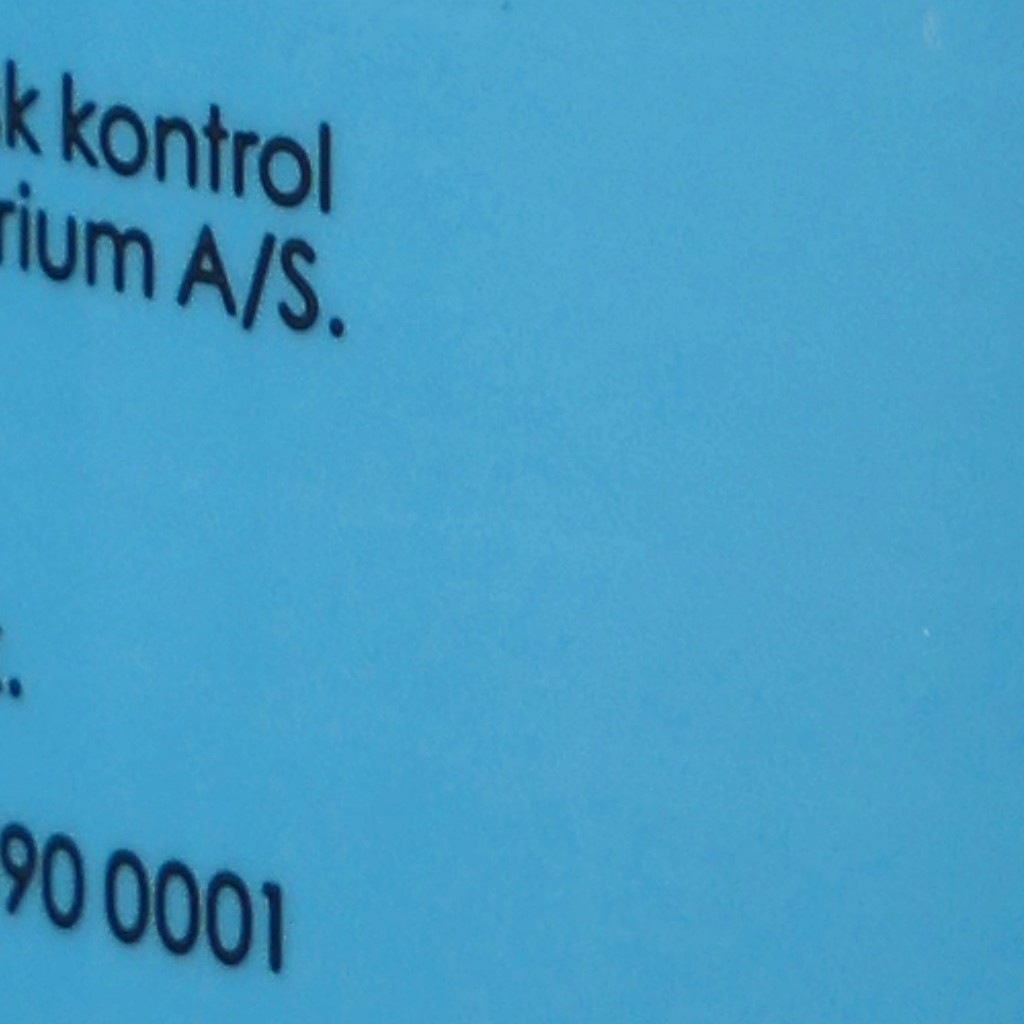 k kontrol
rium A/S.
90 0001